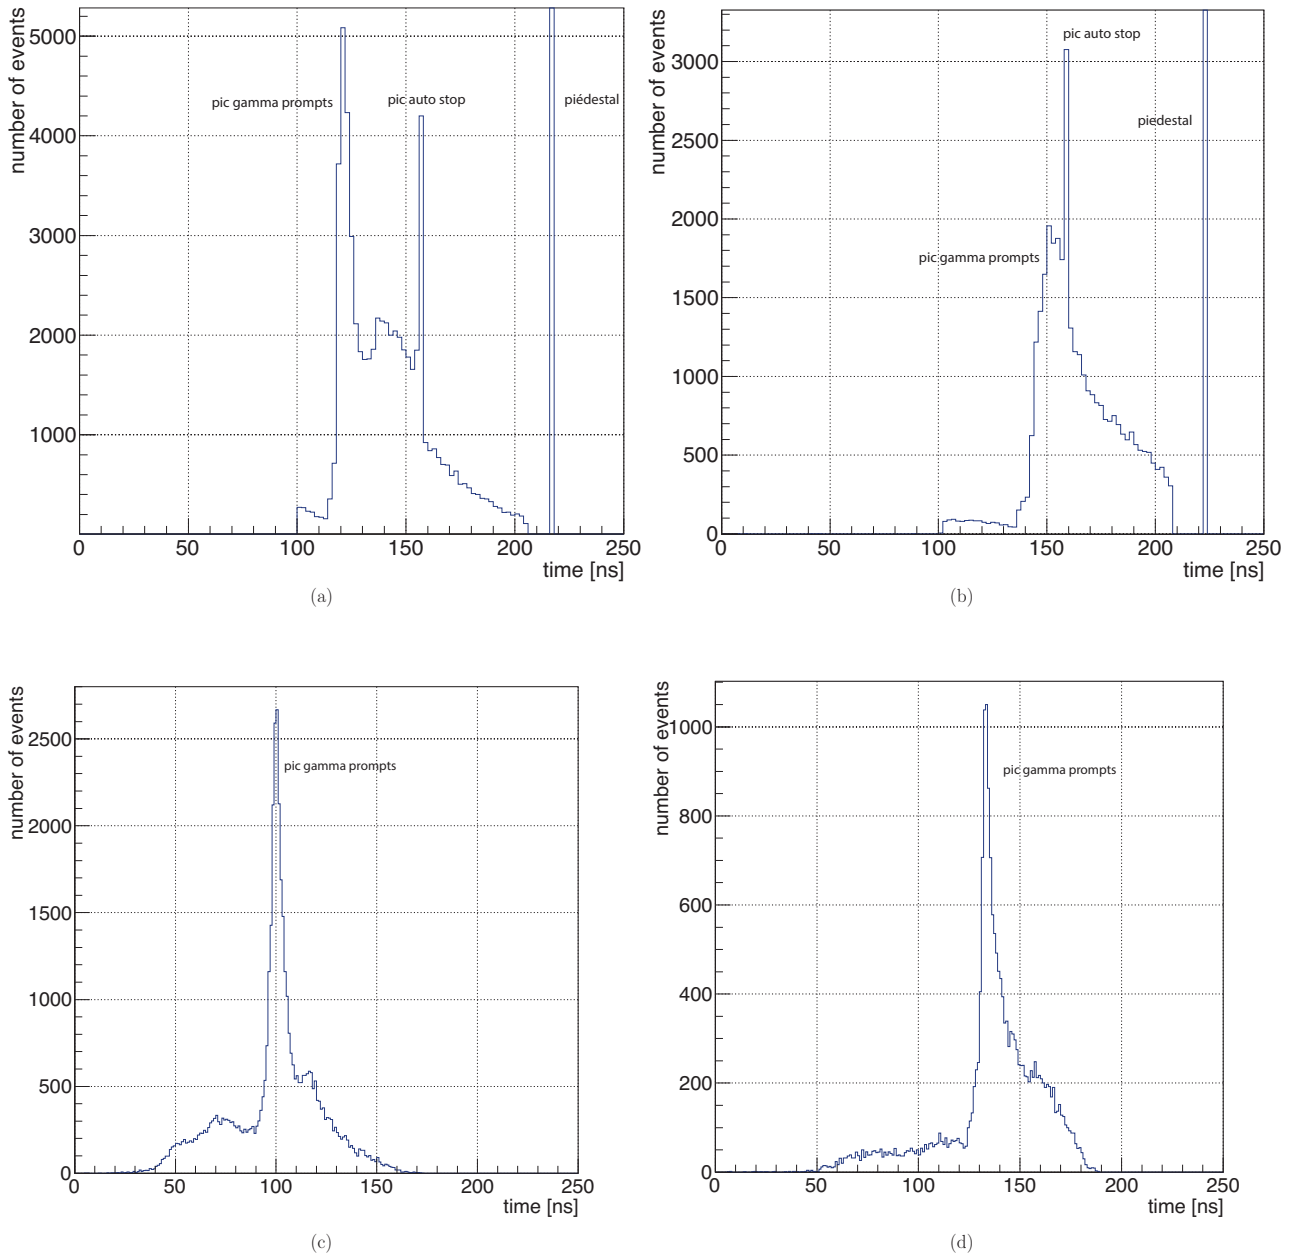 number of events
5000
4000
3000
2000
1000
0
50
100
150
200
250
time [ns]
pic gamma prompts
pic auto stop
piédestal
(a)
number of events
3000
2500
2000
1500
1000
500
0
0
50
100
150
200
250
time [ns]
pic auto stop
piedestal
pic gamma prompts
(b)
number of events
2500
2000
1500
1000
500
0
0
50
100
150
200
250
time [ns]
pic gamma prompts
(c)
number of events
1000
800
600
400
200
0
0
50
100
150
200
250
time [ns]
pic gamma prompts
(d)